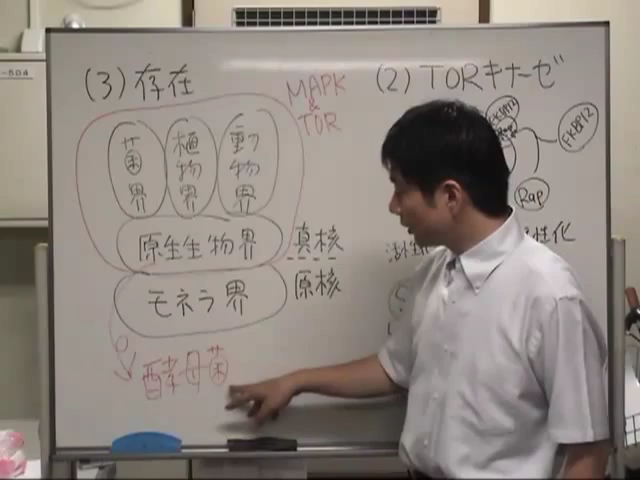 (3) 存在
MAPK
&
TOR
菌界
植物界
動物界
原生生物界
真核
モネラ界
原核
酵母菌
(2) TORキナーゼ
FKBP12
FKBP12
Rap
性化
504